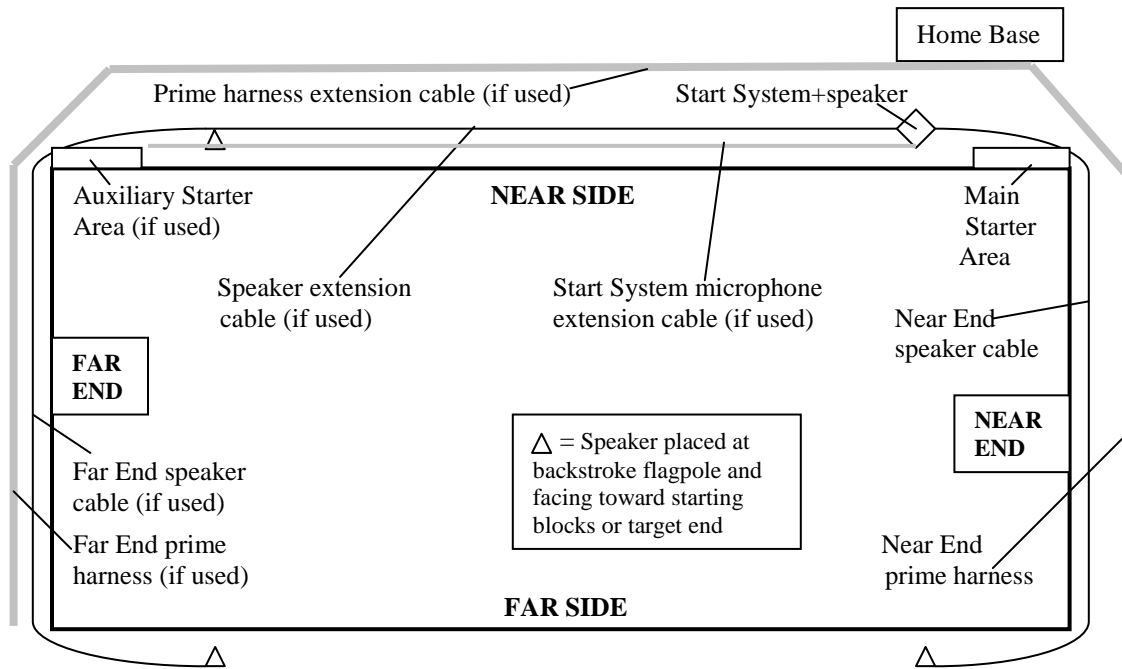 Home Base
Prime harness extension cable (if used)
Start System+speaker
Auxiliary Starter
Area (if used)
NEAR SIDE
Main
Starter
Area
Speaker extension
cable (if used)
Start System microphone
extension cable (if used)
Near End
speaker cable
FAR
END
NEAR
END
△ = Speaker placed at
backstroke flagpole and
facing toward starting
blocks or target end
Far End speaker
cable (if used)
Far End prime
harness (if used)
Near End
prime harness
FAR SIDE